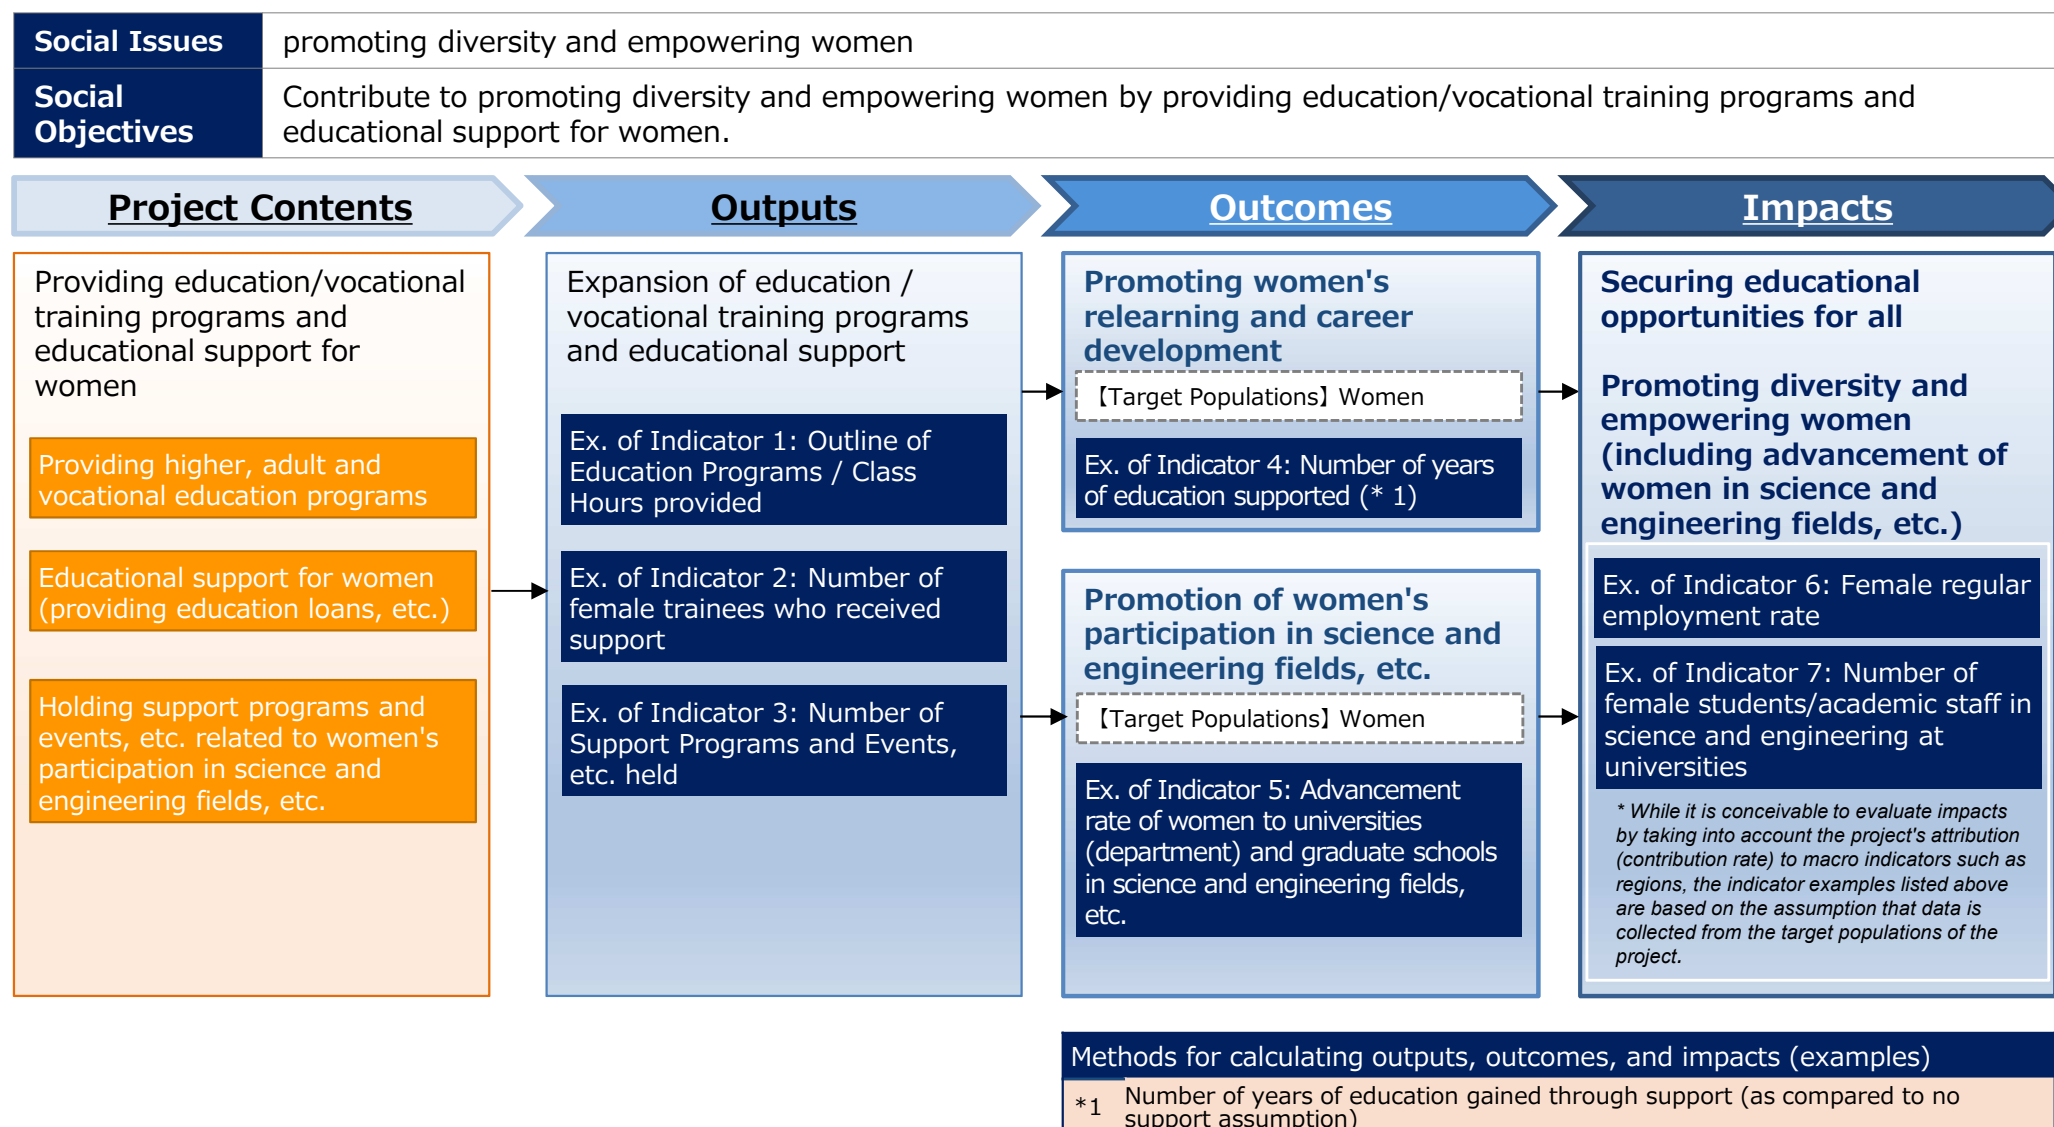 Social Issues
promoting diversity and empowering women
Social
Objectives
Contribute to promoting diversity and empowering women by providing education/vocational training programs and
educational support for women.
Project Contents
Outputs
Outcomes
Impacts
Providing education/vocational
training programs and
educational support for
women
Providing higher, adult and
vocational education programs
Educational support for women
(providing education loans, etc.)
Holding support programs and
events, etc. related to women's
participation in science and
engineering fields, etc.
Expansion of education /
vocational training programs
and educational support
Ex. of Indicator 1: Outline of
Education Programs / Class
Hours provided
Ex. of Indicator 2: Number of
female trainees who received
support
Ex. of Indicator 3: Number of
Support Programs and Events,
etc. held
Promoting women's
relearning and career
development
【Target Populations】Women
Ex. of Indicator 4: Number of years
of education supported (* 1)
Promotion of women's
participation in science and
engineering fields, etc.
【Target Populations】Women
Ex. of Indicator 5: Advancement
rate of women to universities
(department) and graduate schools
in science and engineering fields,
etc.
Securing educational
opportunities for all
Promoting diversity and
empowering women
(including advancement of
women in science and
engineering fields, etc.)
Ex. of Indicator 6: Female regular
employment rate
Ex. of Indicator 7: Number of
female students/academic staff in
science and engineering at
universities
* While it is conceivable to evaluate impacts
by taking into account the project's attribution
(contribution rate) to macro indicators such as
regions, the indicator examples listed above
are based on the assumption that data is
collected from the target populations of the
project.
Methods for calculating outputs, outcomes, and impacts (examples)
*1 Number of years of education gained through support (as compared to no
support assumption)